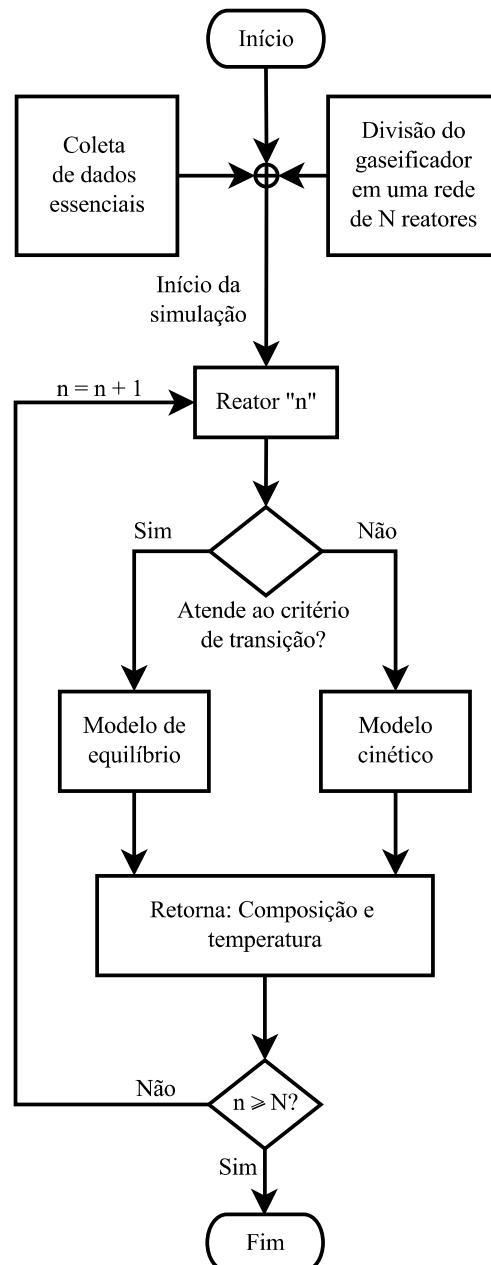 Início
Coleta
de dados
essenciais
Divisão do
gaseificador
em uma rede
de N reatores
Início da
simulação
n = n + 1
Reator "n"
Sim
Não
Atende ao critério
de transição?
Modelo de
equilíbrio
Modelo
cinético
Retorna: Composição e
temperatura
Não
n ⩾ N?
Sim
Fim